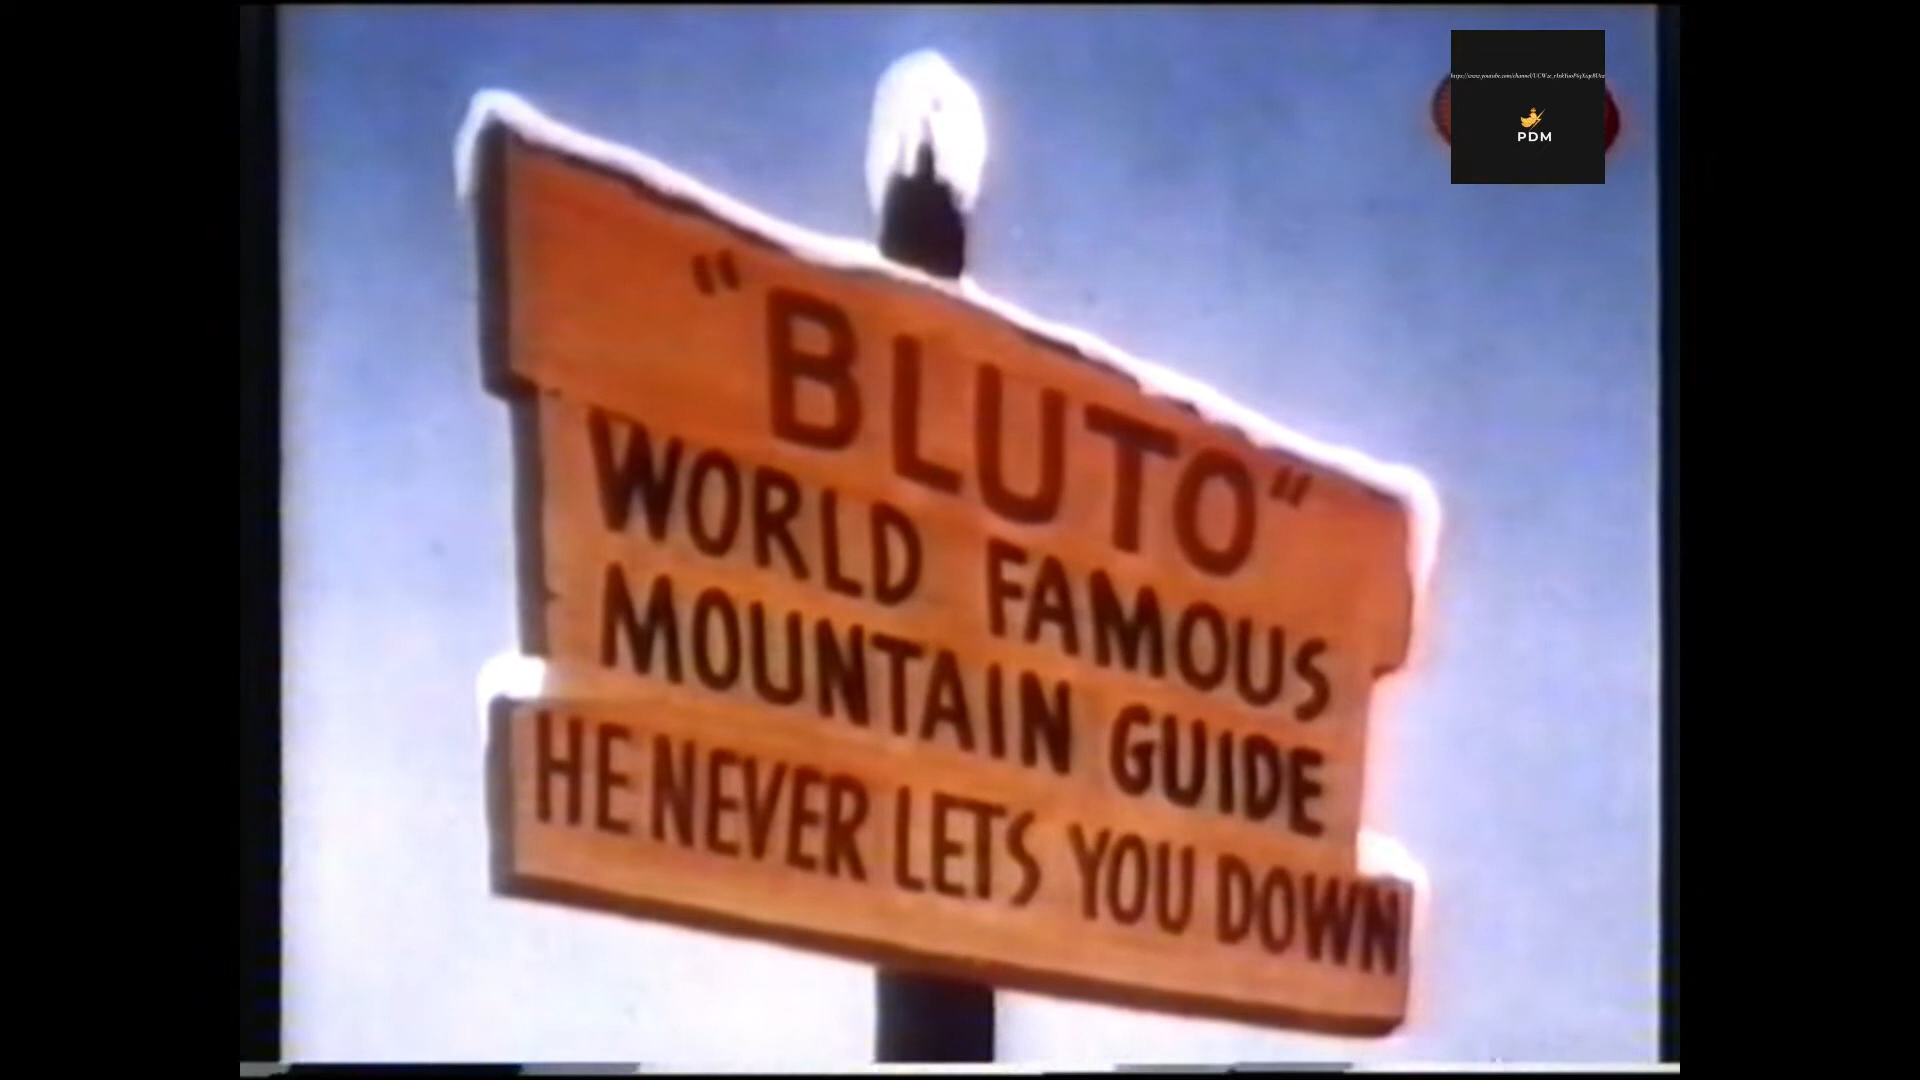 "BLUTO"
WORLD FAMOUS
MOUNTAIN GUIDE
HE NEVER LETS YOU DOWN
PDM